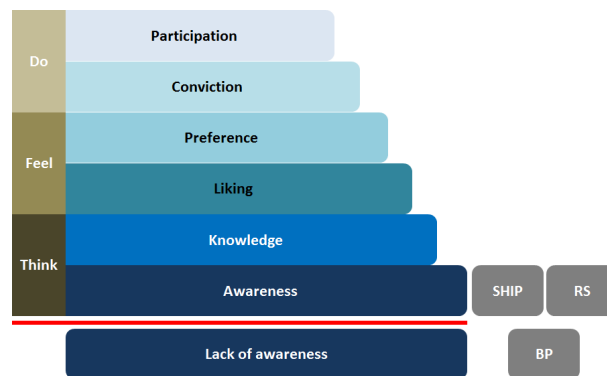 Do
Participation
Conviction
Feel
Preference
Liking
Think
Knowledge
Awareness
SHIP
RS
Lack of awareness
BP